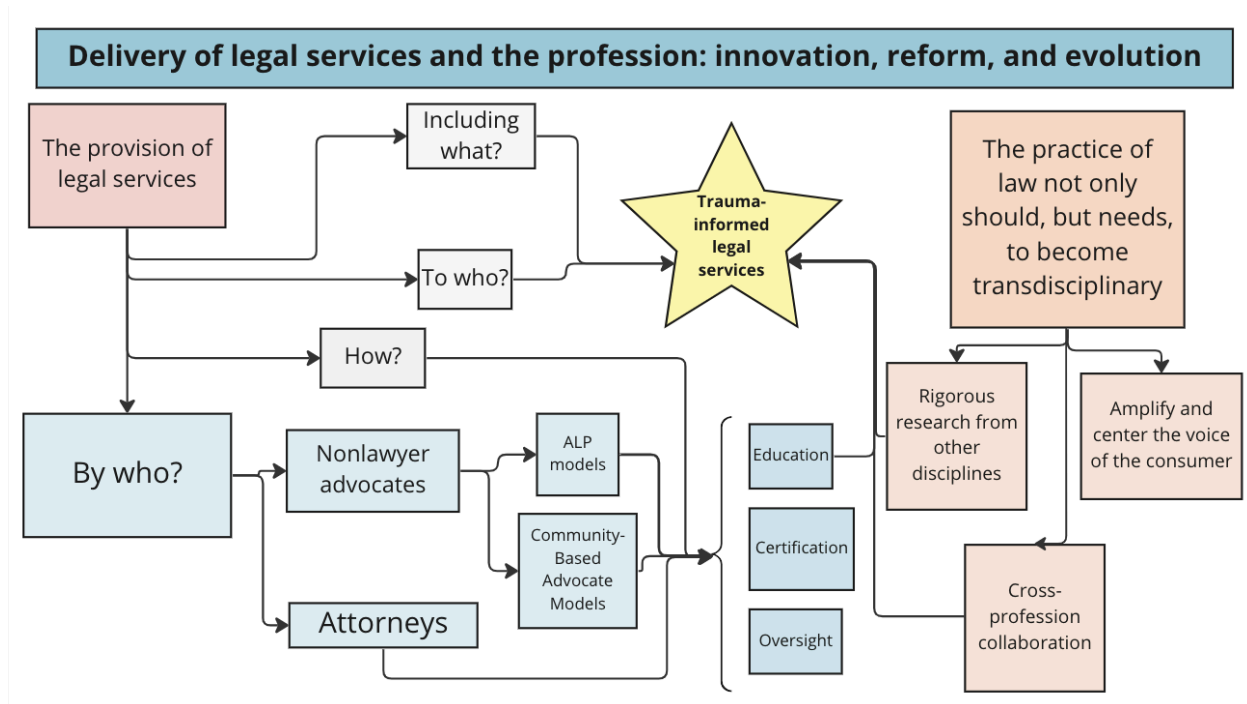 Delivery of legal services and the profession: innovation, reform, and evolution
The provision of
legal services
Including
what?
To who?
How?
By who?
Nonlawyer
advocates
Attorneys
ALP
models
Community-
Based
Advocate
Models
Trauma-
informed
legal
services
Education
Certification
Oversight
The practice of
law not only
should, but needs,
to become
transdisciplinary
Rigorous
research from
other
disciplines
Amplify and
center the voice
of the consumer
Cross-
profession
collaboration